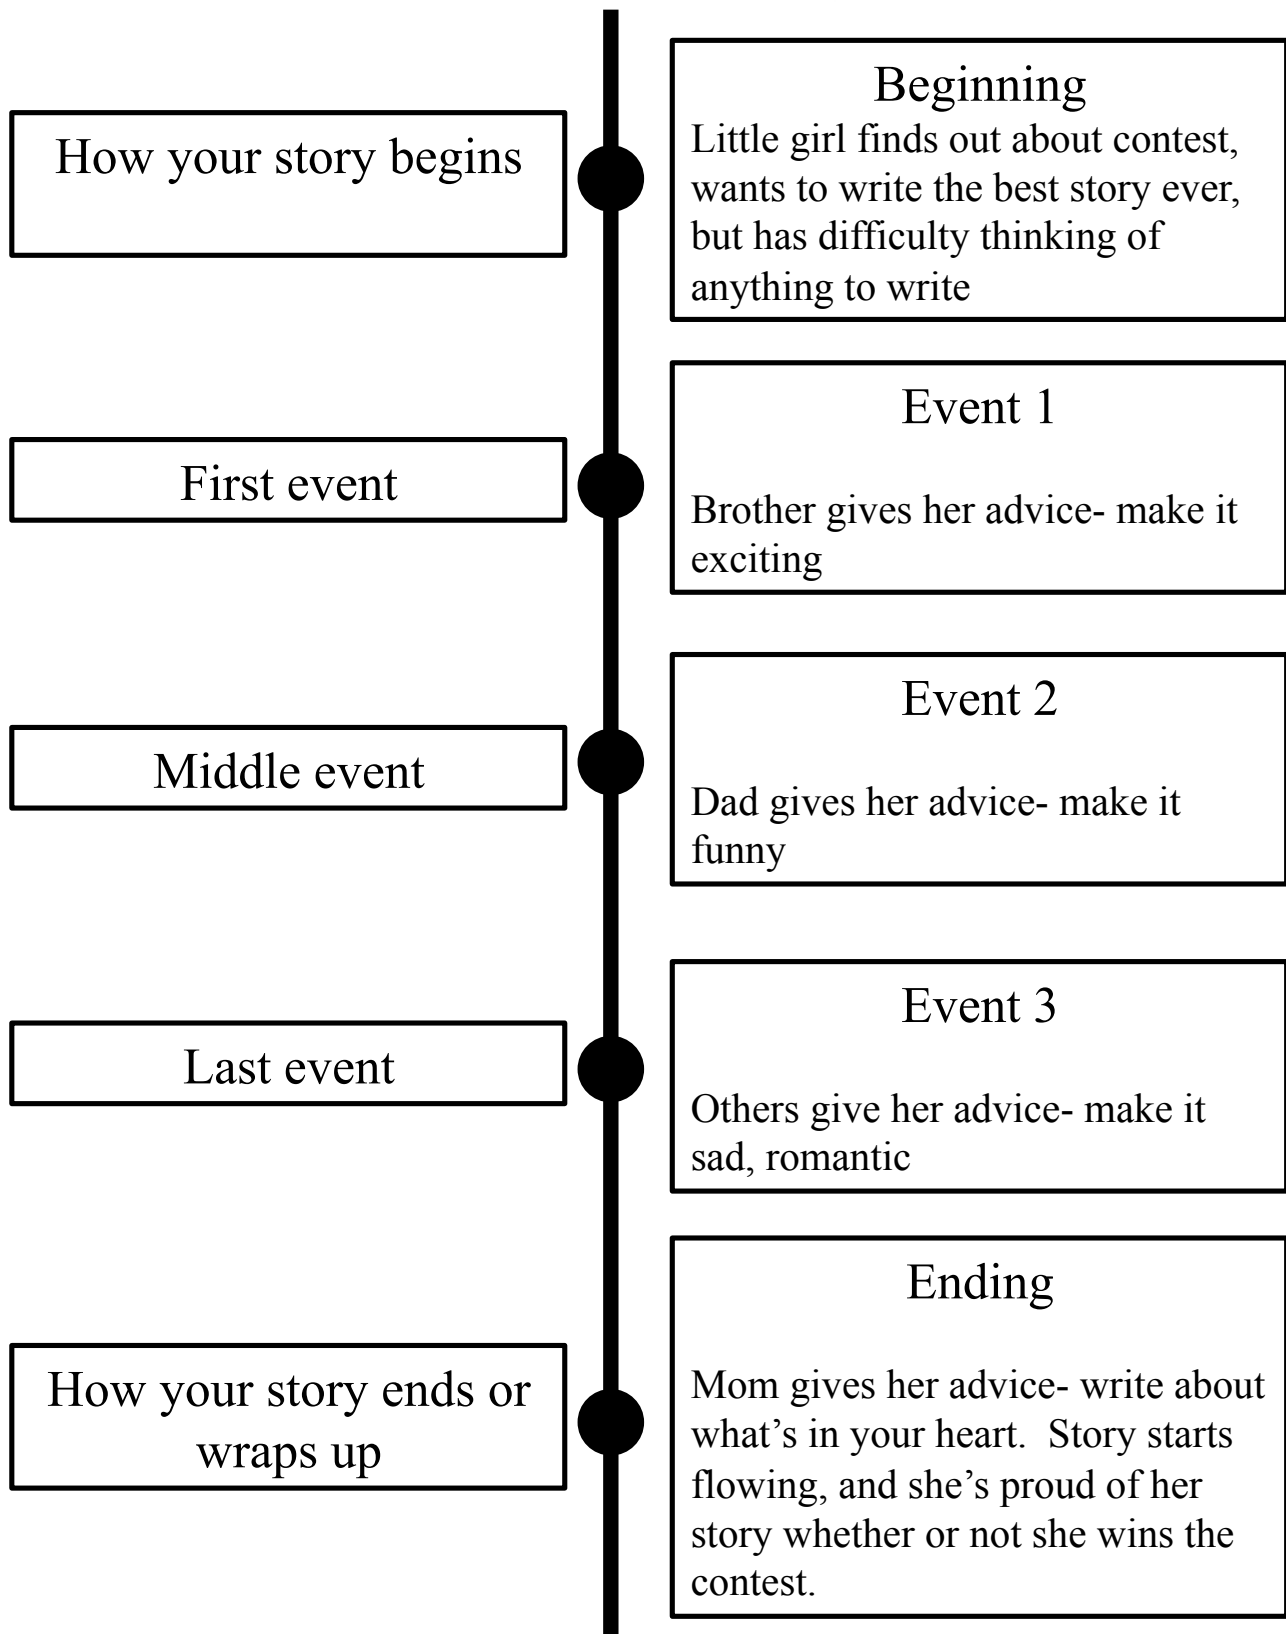 How your story begins
Beginning
Little girl finds out about contest,
wants to write the best story ever,
but has difficulty thinking of
anything to write
First event
Event 1
Brother gives her advice- make it
exciting
Middle event
Event 2
Dad gives her advice- make it
funny
Last event
Event 3
Others give her advice- make it
sad, romantic
How your story ends or
wraps up
Ending
Mom gives her advice- write about
what’s in your heart.  Story starts
flowing, and she’s proud of her
story whether or not she wins the
contest.